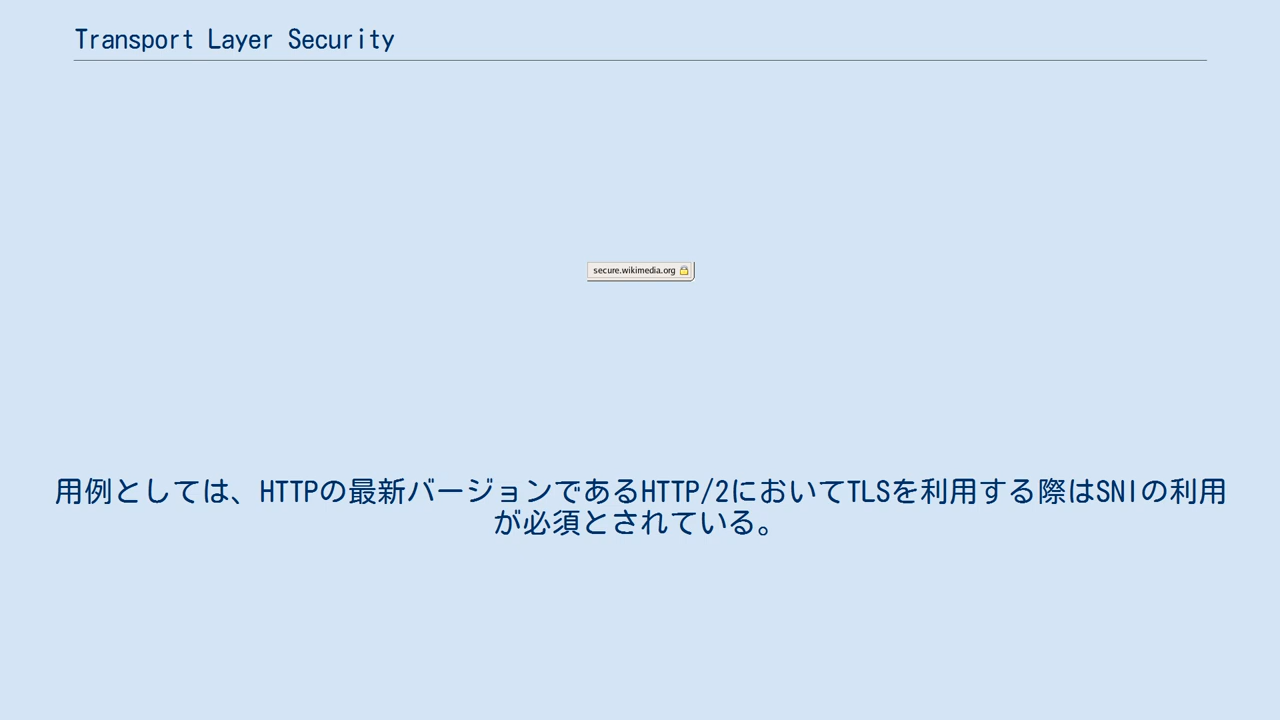 Transport Layer Security
secure.wikimedia.org
用例としては、HTTPの最新バージョンであるHTTP/2においてTLSを利用する際はSNIの利用
が必須とされている。